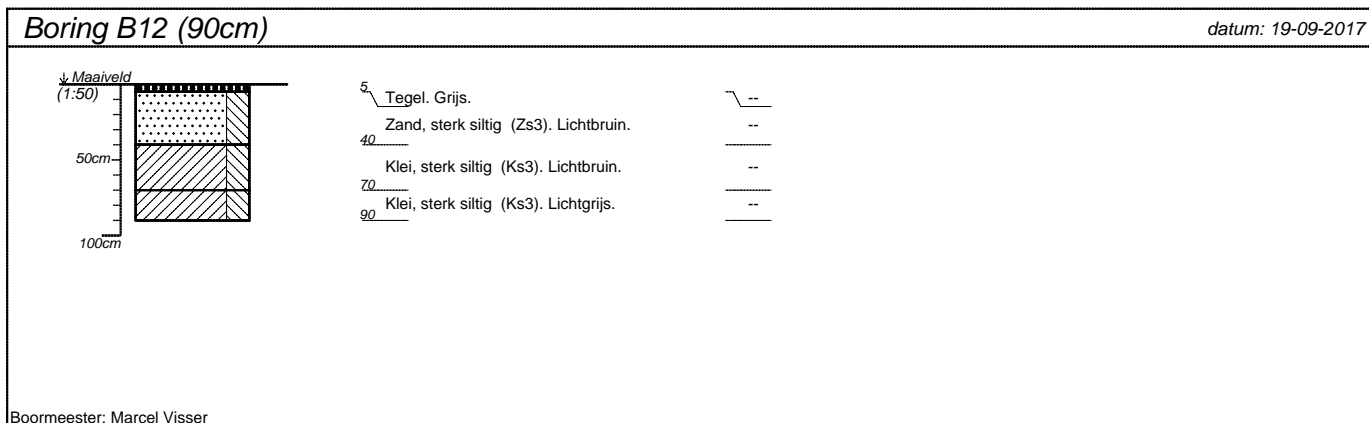 Boring B12 (90cm)
datum: 19-09-2017
Maaiveld
(1:50)
50cm
100cm
5
Tegel. Grijs.
--
Zand, sterk siltig (Zs3). Lichtbruin.
--
40
Klei, sterk siltig (Ks3). Lichtbruin.
--
70
Klei, sterk siltig (Ks3). Lichtgrijs.
--
90
Boormeester: Marcel Visser